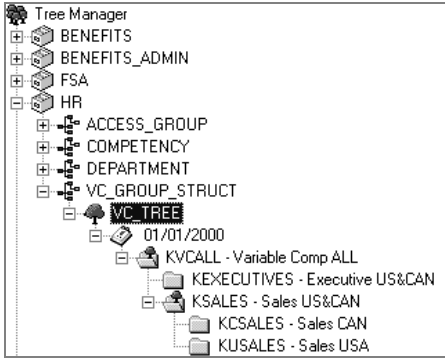 Tree Manager
BENEFITS
BENEFITS_ADMIN
FSA
HR
ACCESS_GROUP
COMPETENCY
DEPARTMENT
VC_GROUP_STRUCT
VC_TREE
01/01/2000
KVCALL - Variable Comp ALL
KEXECUTIVES - Executive US&CAN
KSALES - Sales US&CAN
KCSALES - Sales CAN
KUSALES - Sales USA